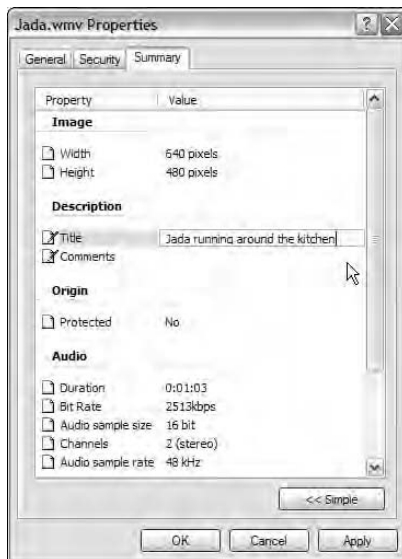 Jada.wmv Properties
General Security Summary
Property Value
Image
Width 640 pixels
Height 480 pixels
Description
Title Jada running around the kitchen
Comments
Origin
Protected No
Audio
Duration 0:01:03
Bit Rate 2513kbps
Audio sample size 16 bit
Channels 2 (stereo)
Audio sample rate 48 kHz
<< Simple
OK Cancel Apply